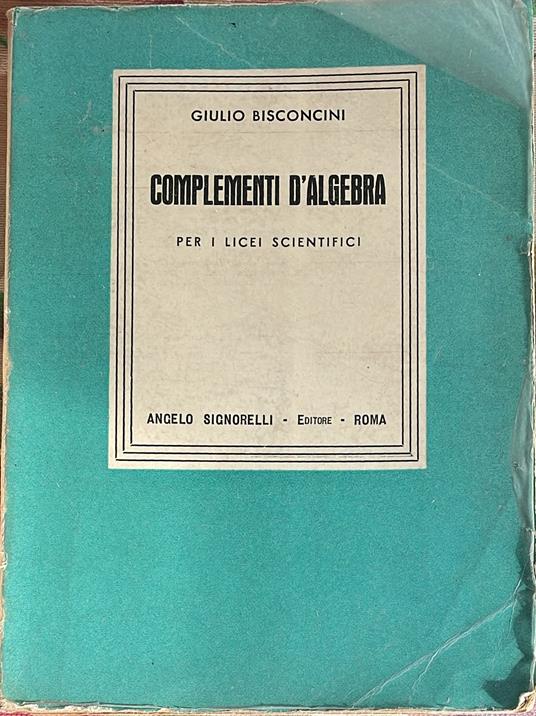 GIULIO BISCONCINI
COMPLEMENTI D'ALGEBRA
PER I LICEI SCIENTIFICI
ANGELO SIGNORELLI - EDITORE - ROMA